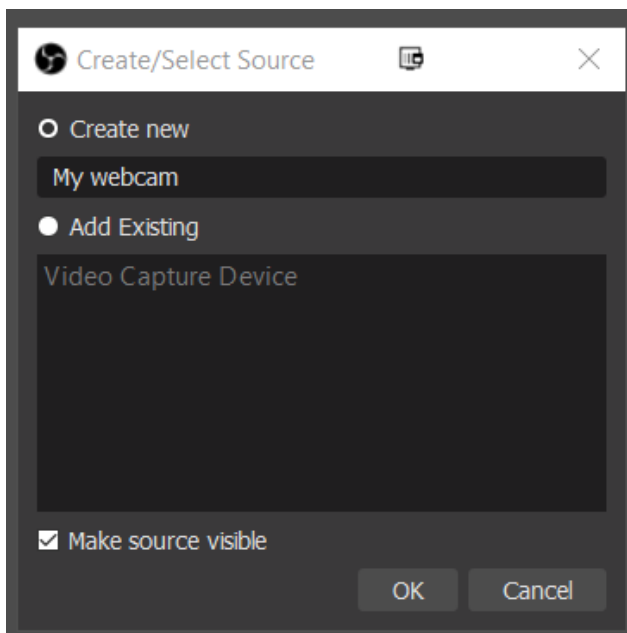 Create/Select Source
Create new
My webcam
Add Existing
Video Capture Device
Make source visible
OK Cancel